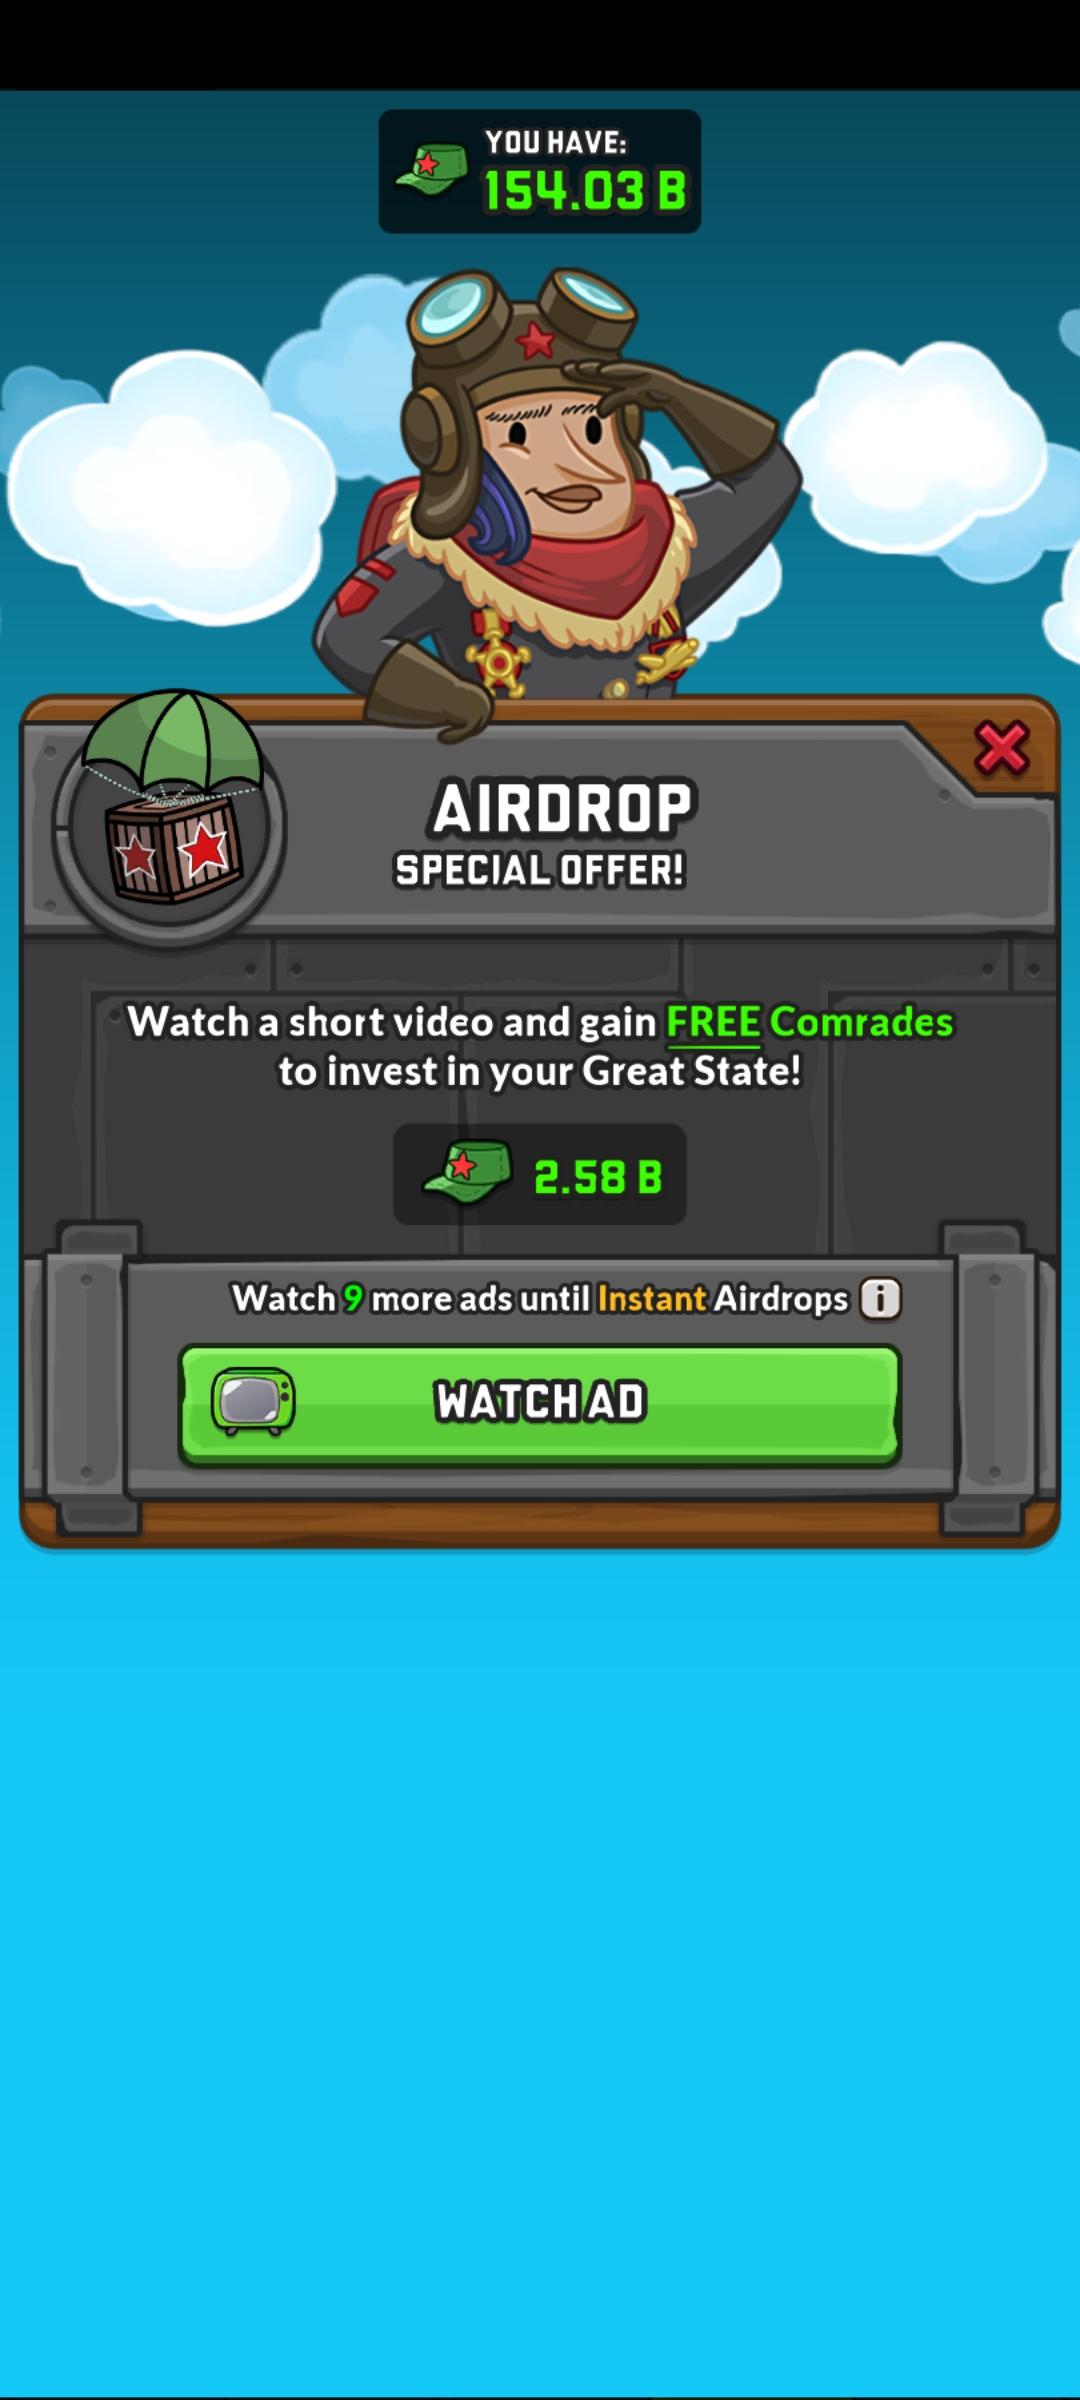 YOU HAVE:
154.03 B
AIRDROP
SPECIAL OFFER!
Watch a short video and gain FREE Comrades
to invest in your Great State!
2.58 B
Watch 9 more ads until Instant Airdrops i
WATCH AD